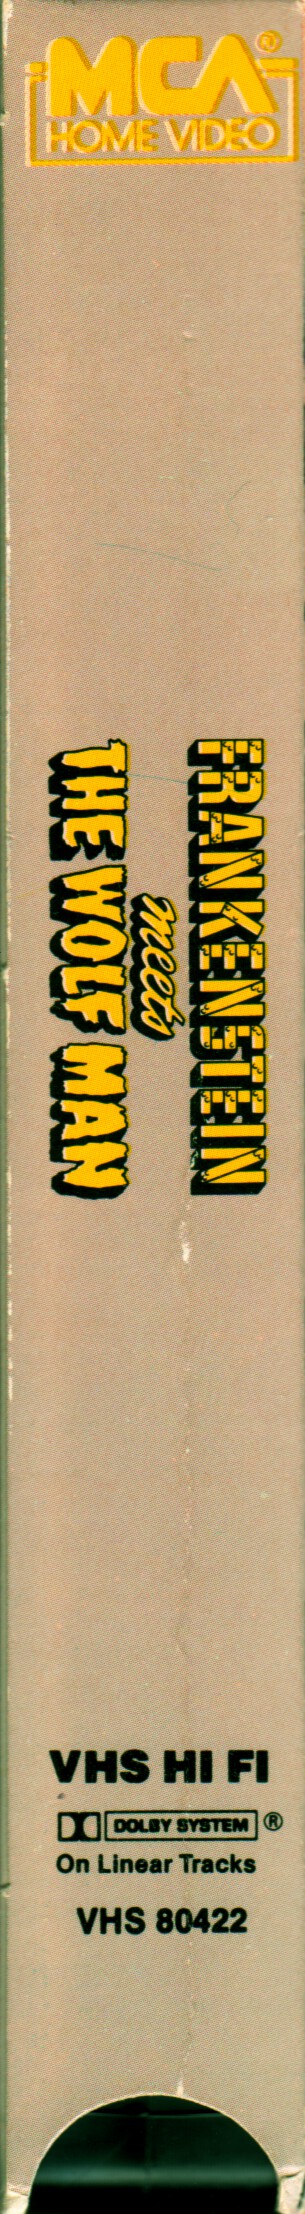 MCA®
HOME VIDEO
FRANKENSTEIN
meets
THE WOLF MAN
VHS HI FI
DOLBY SYSTEM ®
On Linear Tracks
VHS 80422